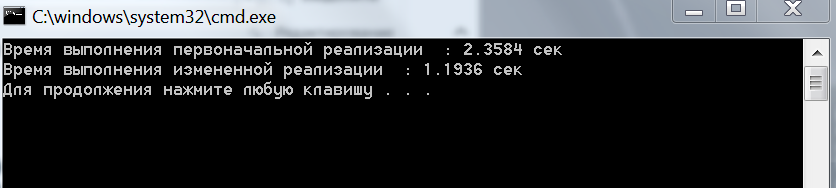 C:\windows\system32\cmd.exe
Время выполнения первоначальной реализации  : 2.3584 сек
Время выполнения измененной реализации  : 1.1936 сек
Для продолжения нажмите любую клавишу . . .